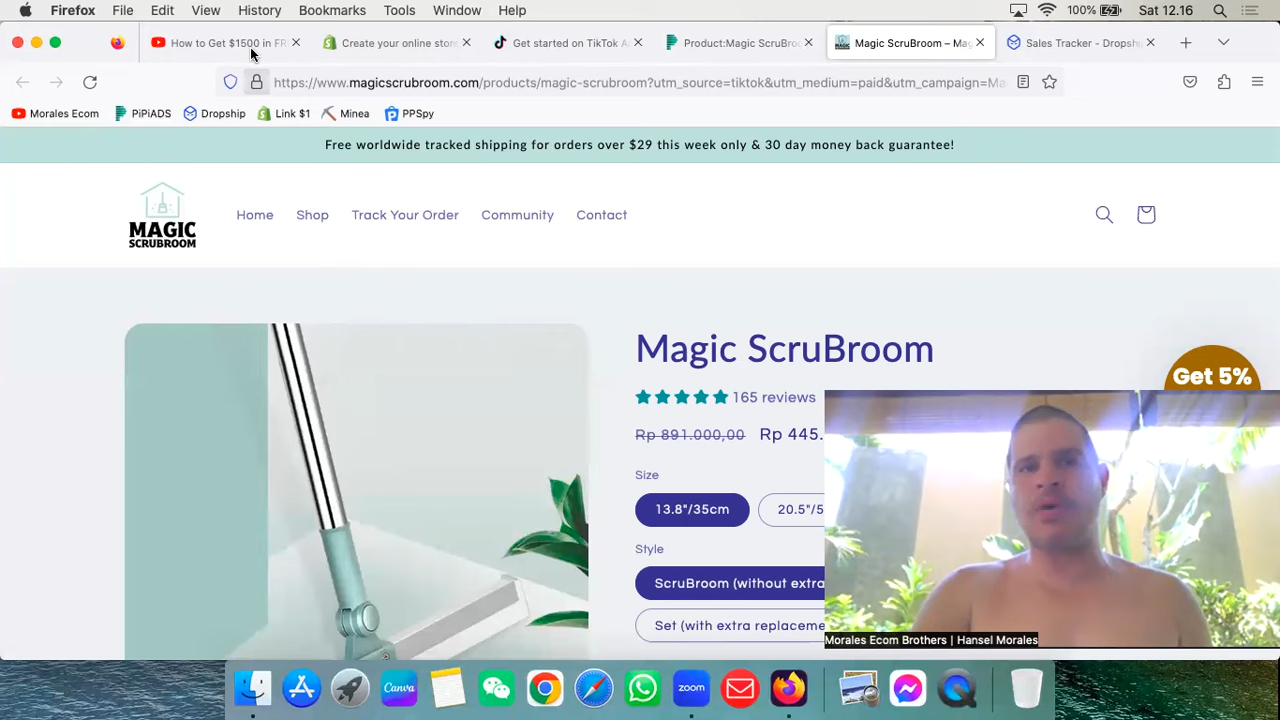 Firefox File Edit View History Bookmarks Tools Window Help 100% Sat 12.16
How to Get $1500 in FR Create your online stor Get started on TikTok A Product:Magic ScruBro Magic ScruBroom – Ma Sales Tracker - Dropsh
https://www.magicscrubroom.com/products/magic-scrubroom?utm_source=tiktok&utm_medium=paid&utm_campaign=Ma
Morales Ecom PiPiADS Dropship Link $1 Minea PPSpy
Free worldwide tracked shipping for orders over $29 this week only & 30 day money back guarantee!
MAGIC
SCRUBROOM
Home Shop Track Your Order Community Contact
Magic ScruBroom
165 reviews
Get 5%
Rp 891.000,00 Rp 445.
Size
13.8"/35cm 20.5"/5
Style
ScruBroom (without extra
Set (with extra replaceme
Morales Ecom Brothers | Hansel Morales
Canva
zoom